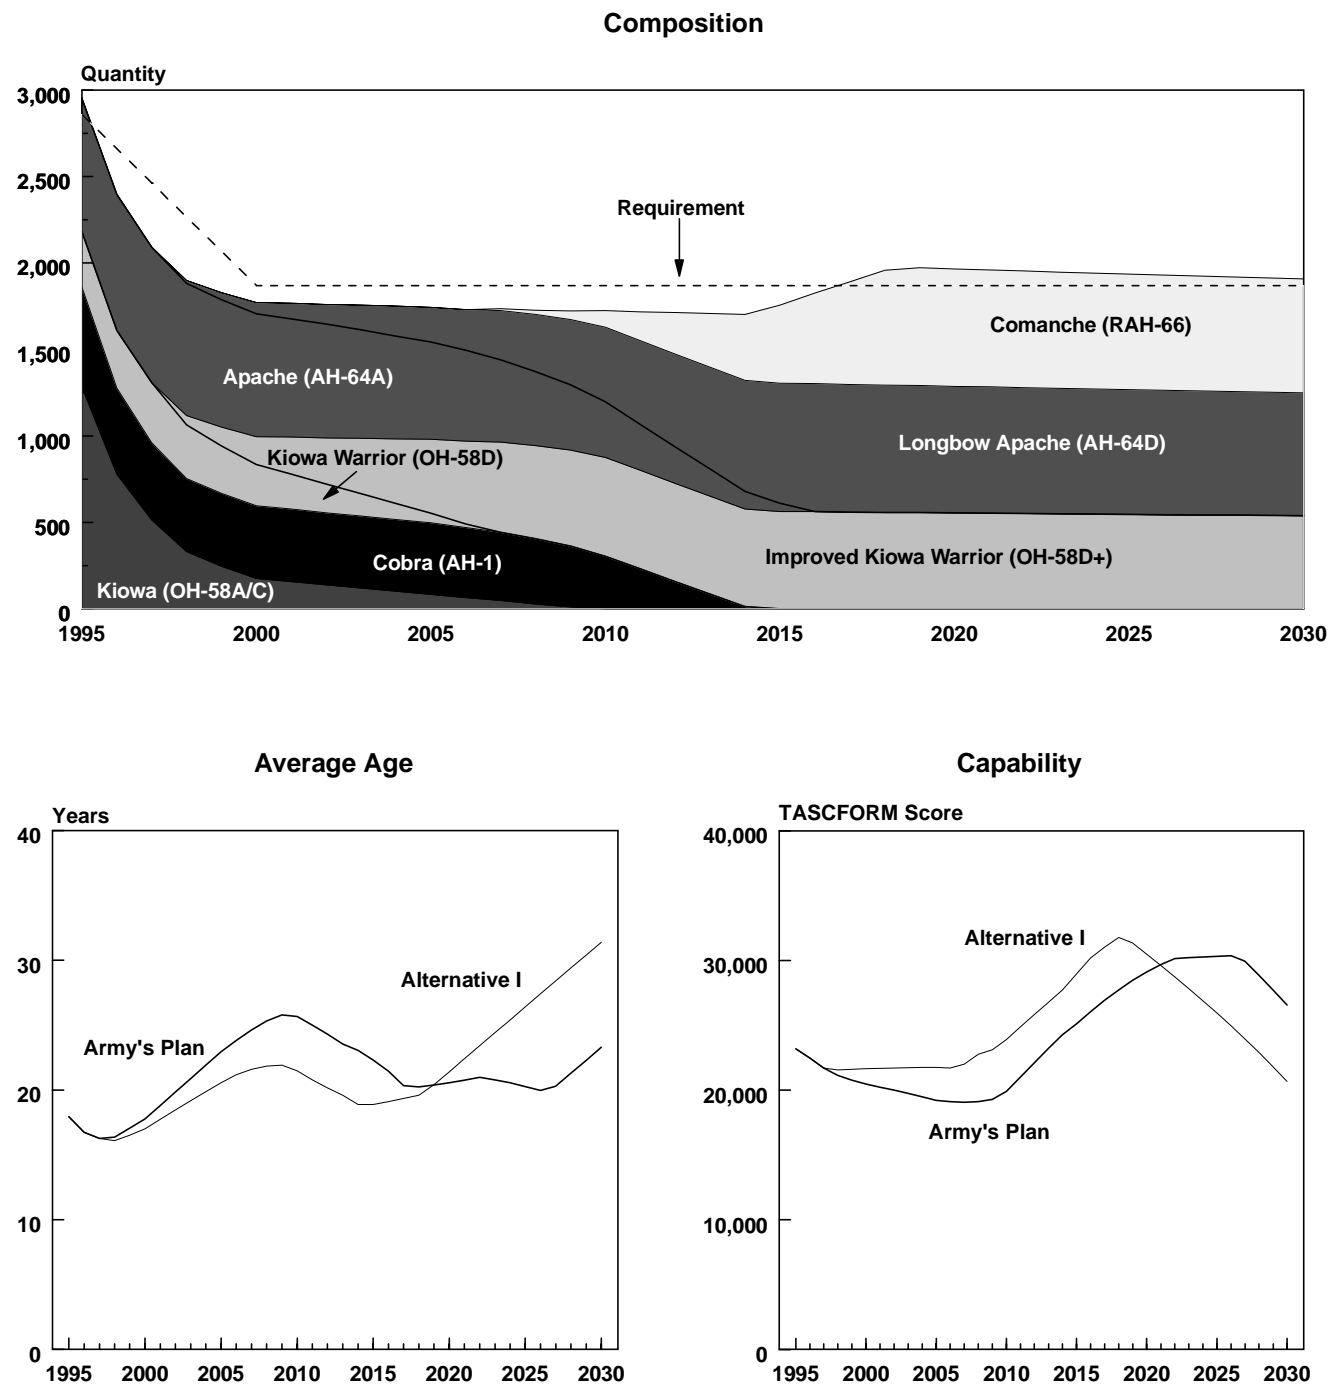 Composition
Quantity
3,000
2,500
2,000
1,500
1,000
500
0
Requirement
Comanche (RAH-66)
Apache (AH-64A)
Longbow Apache (AH-64D)
Kiowa Warrior (OH-58D)
Improved Kiowa Warrior (OH-58D+)
Cobra (AH-1)
Kiowa (OH-58A/C)
1995 2000 2005 2010 2015 2020 2025 2030
Average Age
Years
40
30
20
10
0
Alternative I
Army's Plan
1995 2000 2005 2010 2015 2020 2025 2030
Capability
TASCFORM Score
40,000
30,000
20,000
10,000
0
Alternative I
Army's Plan
1995 2000 2005 2010 2015 2020 2025 2030